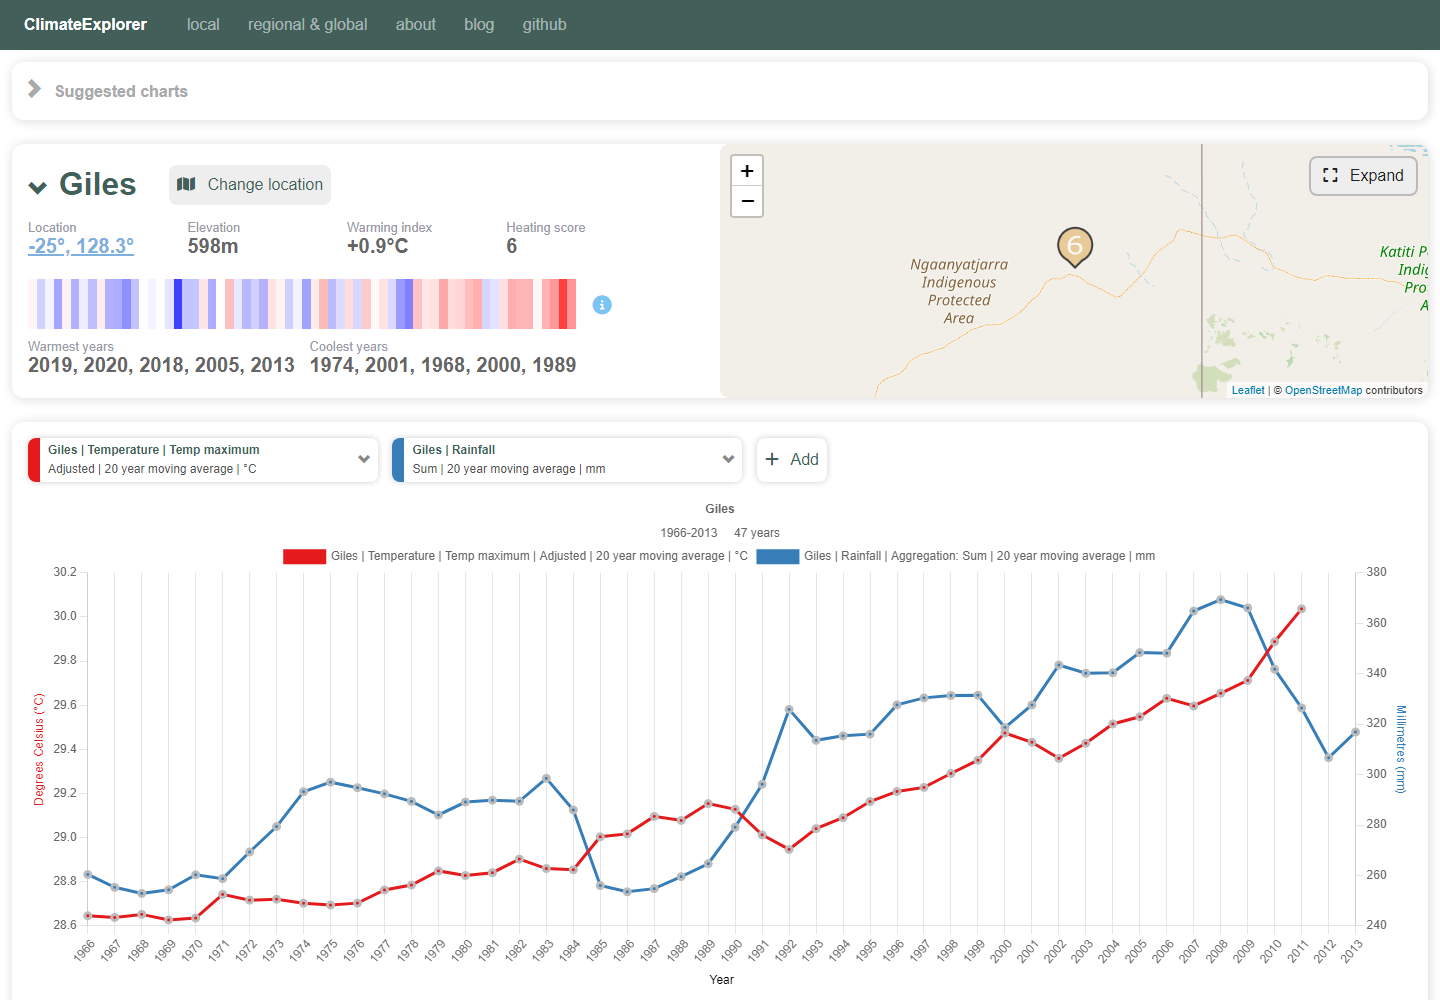 ClimateExplorer local regional & global about blog github
Suggested charts
Giles Change location
Location Elevation Warming index Heating score
-25°, 128.3° 598m +0.9°C 6
Warmest years Coolest years
2019, 2020, 2018, 2005, 2013 1974, 2001, 1968, 2000, 1989
+
−
Expand
6
Ngaanyatjarra
Indigenous
Protected
Area
Katiti P
Indig
Pro
A
Leaflet | © OpenStreetMap contributors
Giles | Temperature | Temp maximum
Adjusted | 20 year moving average | °C
Giles | Rainfall
Sum | 20 year moving average | mm
+ Add
Giles
1966-2013 47 years
Giles | Temperature | Temp maximum | Adjusted | 20 year moving average | °C Giles | Rainfall | Aggregation: Sum | 20 year moving average | mm
30.2
30.0
29.8
29.6
29.4
29.2
29.0
28.8
28.6
Degrees Celsius (°C)
380
360
340
320
300
280
260
240
Millimetres (mm)
1966 1967 1968 1969 1970 1971 1972 1973 1974 1975 1976 1977 1978 1979 1980 1981 1982 1983 1984 1985 1986 1987 1988 1989 1990 1991 1992 1993 1994 1995 1996 1997 1998 1999 2000 2001 2002 2003 2004 2005 2006 2007 2008 2009 2010 2011 2012 2013
Year